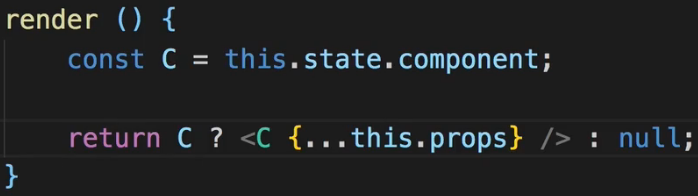 render () {
    const C = this.state.component;

    return C ? <C {...this.props} /> : null;
}